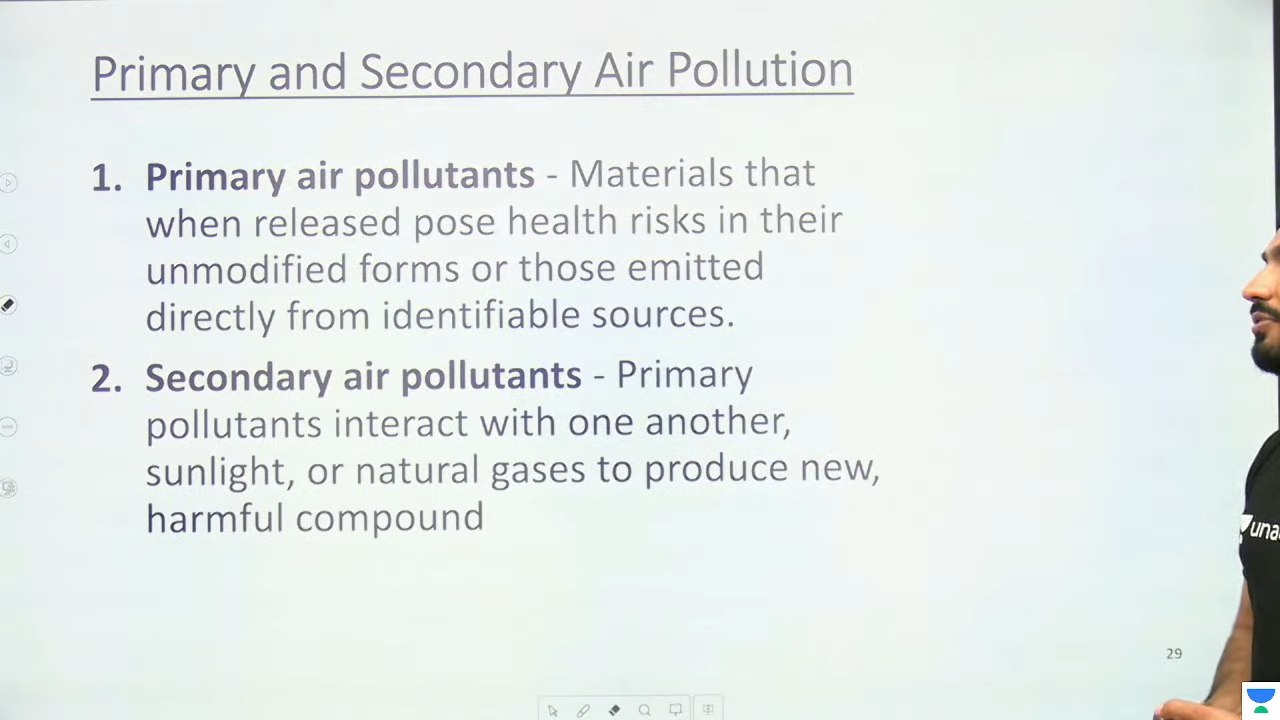 Primary and Secondary Air Pollution
1. Primary air pollutants - Materials that
when released pose health risks in their
unmodified forms or those emitted
directly from identifiable sources.
2. Secondary air pollutants - Primary
pollutants interact with one another,
sunlight, or natural gases to produce new,
harmful compound
una
29